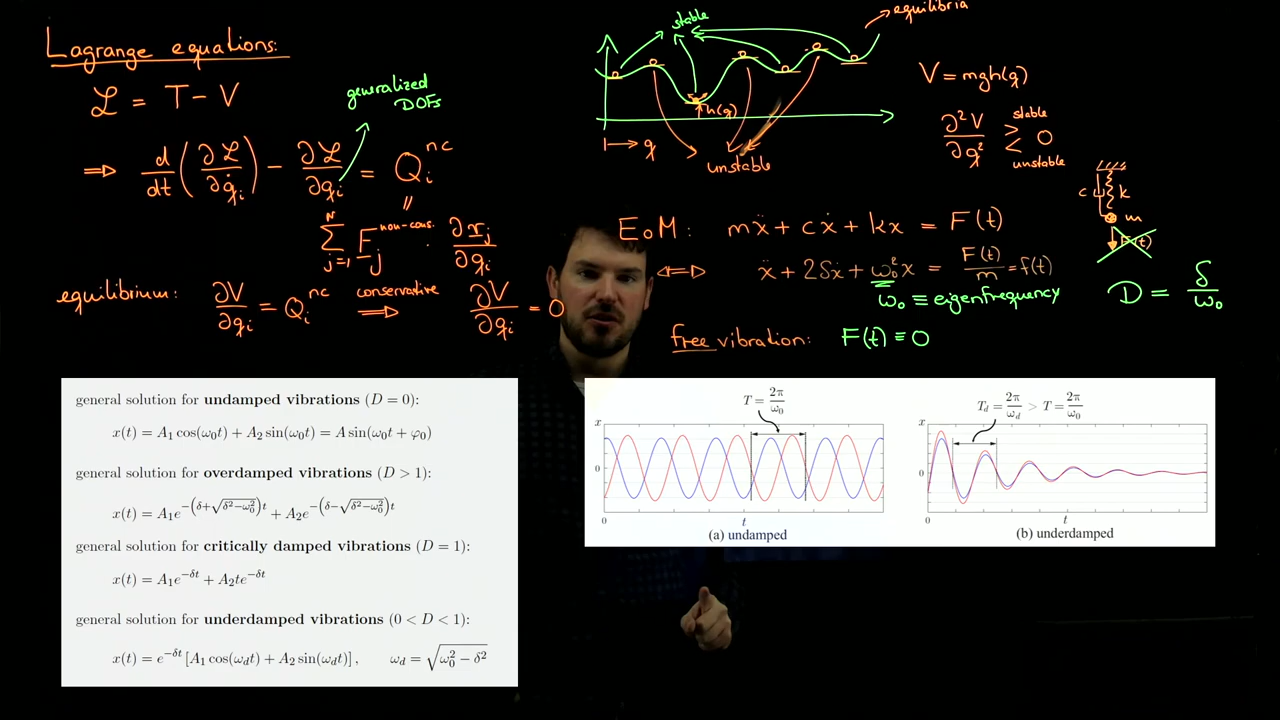 Lagrange equations:
ℒ = T - V
generalized
DOFs
⇒ d/dt (∂ℒ/∂q̇ᵢ) - ∂ℒ/∂qᵢ = Qᵢⁿᶜ
=
∑ⱼ₌₁ᴺ Fⱼ^non-cons. · ∂rⱼ/∂qᵢ
equilibrium: ∂V/∂qᵢ = Qᵢⁿᶜ conservative ⇒ ∂V/∂qᵢ = 0
stable
equilibria
h(q)
q
unstable
V = mgh(q)
∂²V/∂q² > < 0
stable
unstable
c k
m
F(t)
EoM: mẍ + cẋ + kx = F(t)
⇔ ẍ + 2δẋ + ω₀²x = F(t)/m = f(t)
ω₀ ≡ eigenfrequency
D = δ/ω₀
free vibration: F(t) ≡ 0
general solution for undamped vibrations (D = 0):
x(t) = A₁ cos(ω₀t) + A₂ sin(ω₀t) = A sin(ω₀t + φ₀)
general solution for overdamped vibrations (D > 1):
x(t) = A₁e^−(δ+√(δ²−ω₀²))t + A₂e^−(δ−√(δ²−ω₀²))t
general solution for critically damped vibrations (D = 1):
x(t) = A₁e^−δt + A₂te^−δt
general solution for underdamped vibrations (0 < D < 1):
x(t) = e^−δt [A₁ cos(ω_d t) + A₂ sin(ω_d t)], ω_d = √(ω₀² − δ²)
T = 2π/ω₀
x
0
0
t
(a) undamped
T_d = 2π/ω_d > T = 2π/ω₀
x
0
0
t
(b) underdamped